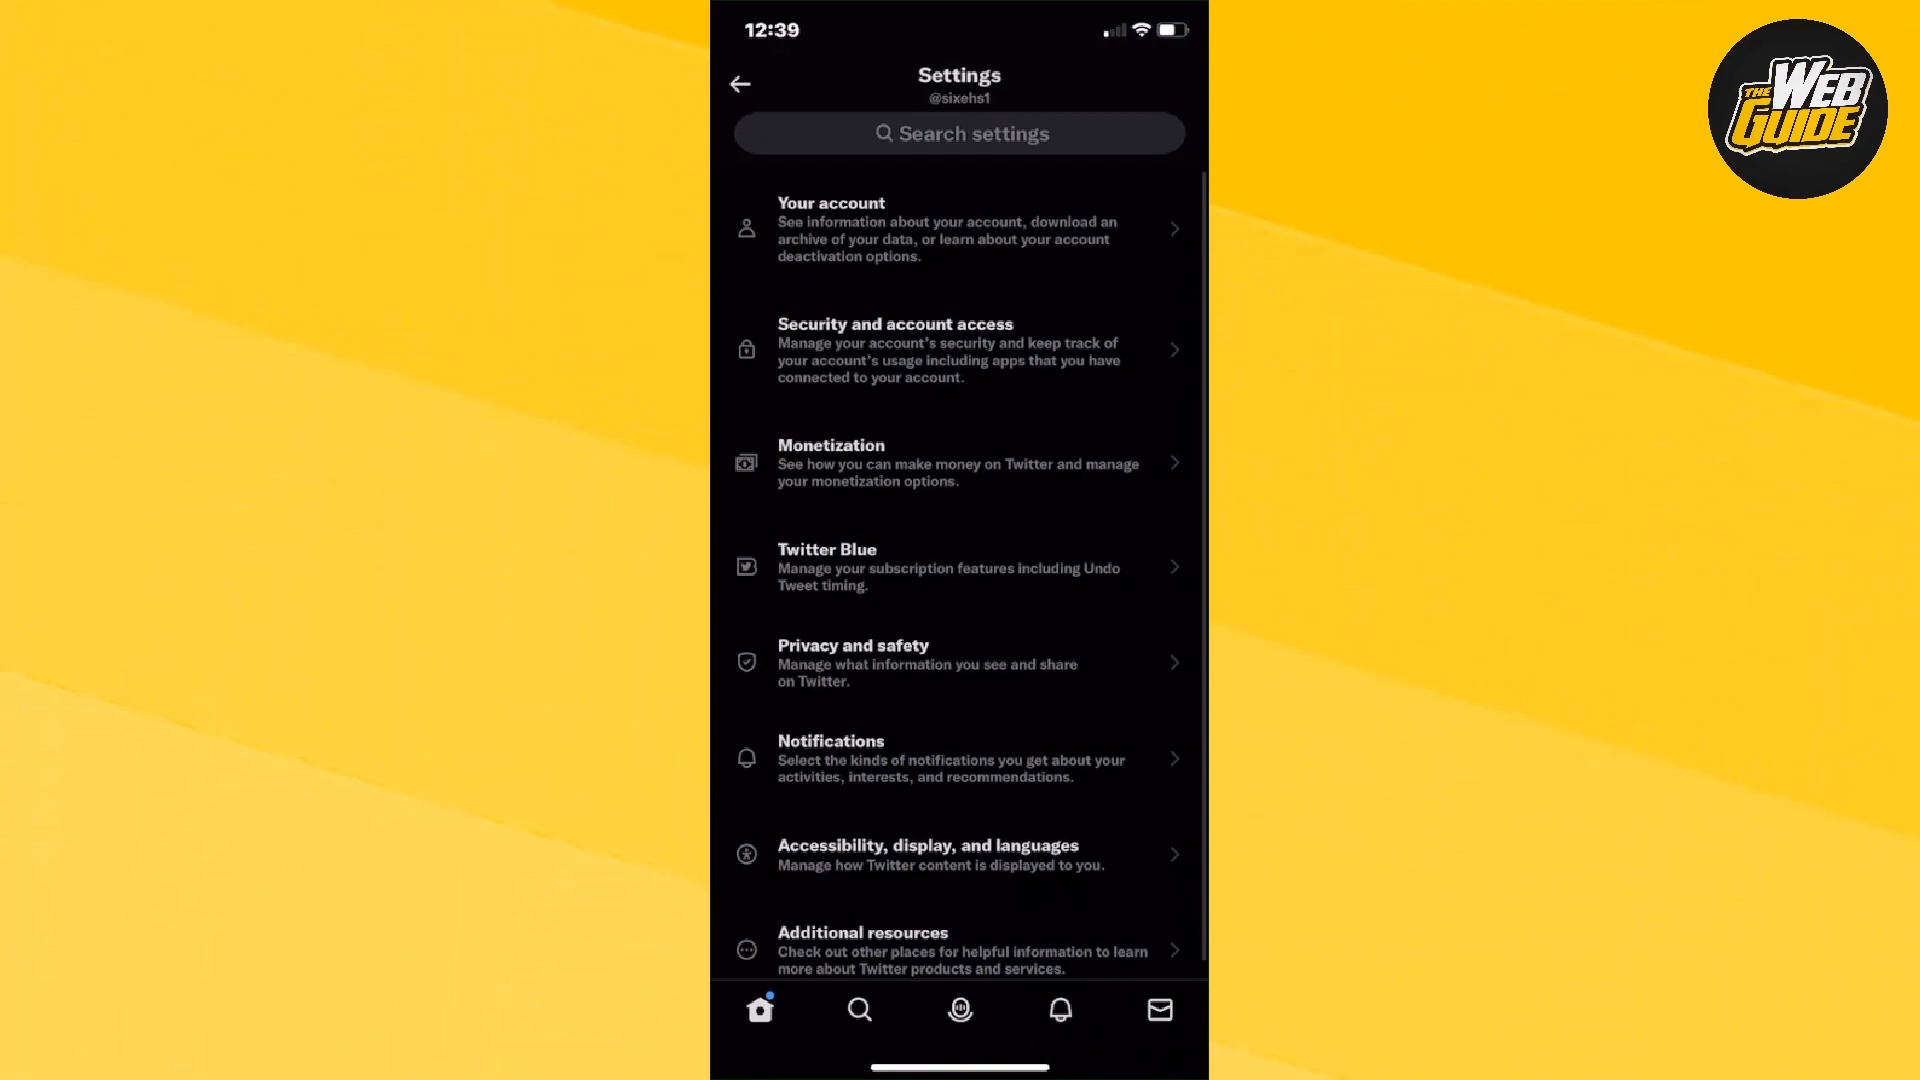 12:39
THE WEB
GUIDE
Settings
@sixehs1
Search settings
Your account
See information about your account, download an
archive of your data, or learn about your account
deactivation options.
Security and account access
Manage your account's security and keep track of
your account's usage including apps that you have
connected to your account.
Monetization
See how you can make money on Twitter and manage
your monetization options.
Twitter Blue
Manage your subscription features including Undo
Tweet timing.
Privacy and safety
Manage what information you see and share
on Twitter.
Notifications
Select the kinds of notifications you get about your
activities, interests, and recommendations.
Accessibility, display, and languages
Manage how Twitter content is displayed to you.
Additional resources
Check out other places for helpful information to learn
more about Twitter products and services.